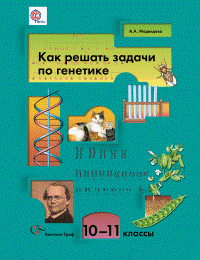 А.А. Медведева
Как решать задачи
по генетике
10–11 классы